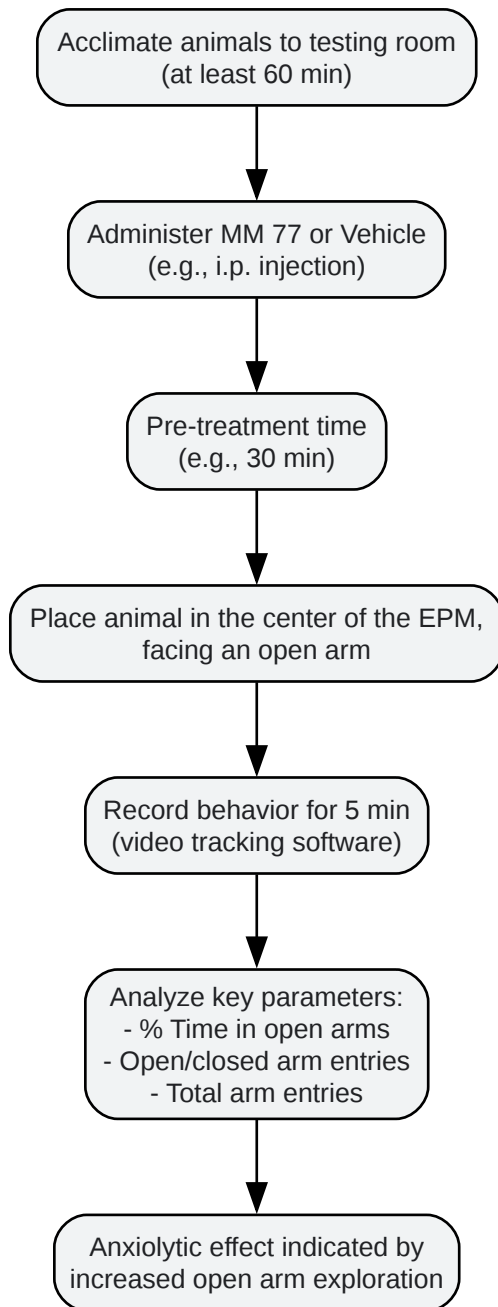 Acclimate animals to testing room
(at least 60 min)
Administer MM 77 or Vehicle
(e.g., i.p. injection)
Pre-treatment time
(e.g., 30 min)
Place animal in the center of the EPM,
facing an open arm
Record behavior for 5 min
(video tracking software)
Analyze key parameters:
- % Time in open arms
- Open/closed arm entries
- Total arm entries
Anxiolytic effect indicated by
increased open arm exploration